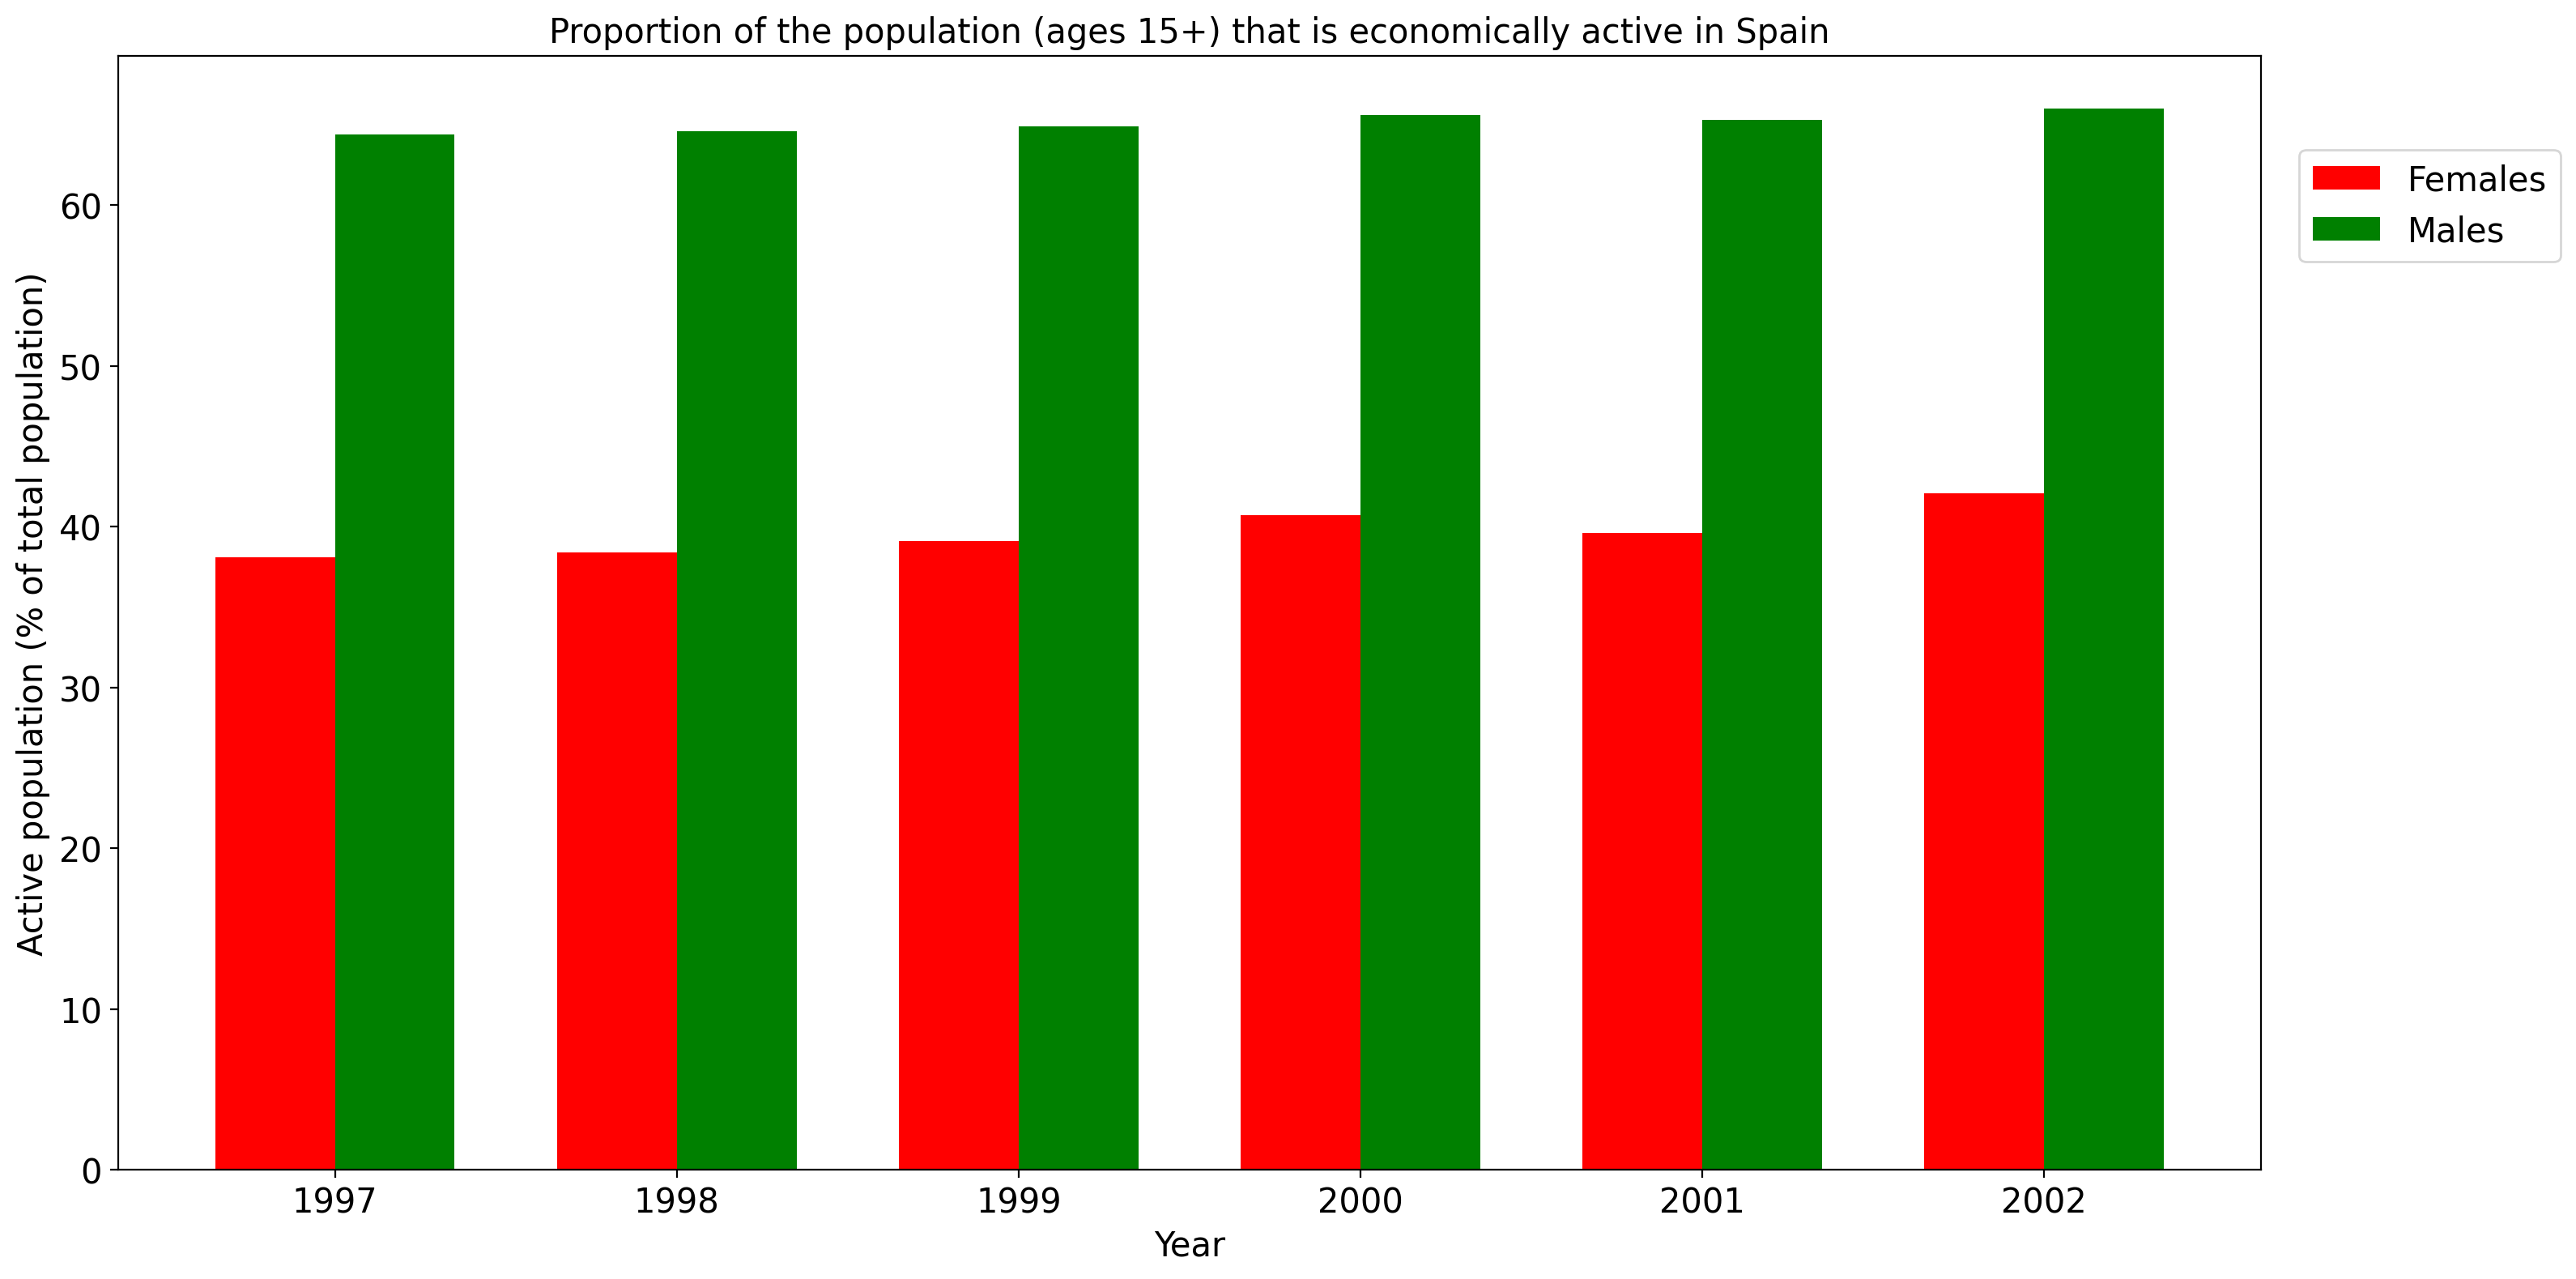 Proportion of the population (ages 15+) that is economically active in Spain
Active population (% of total population)
60
50
40
30
20
10
0
1997 1998 1999 2000 2001 2002
Year
Females
Males